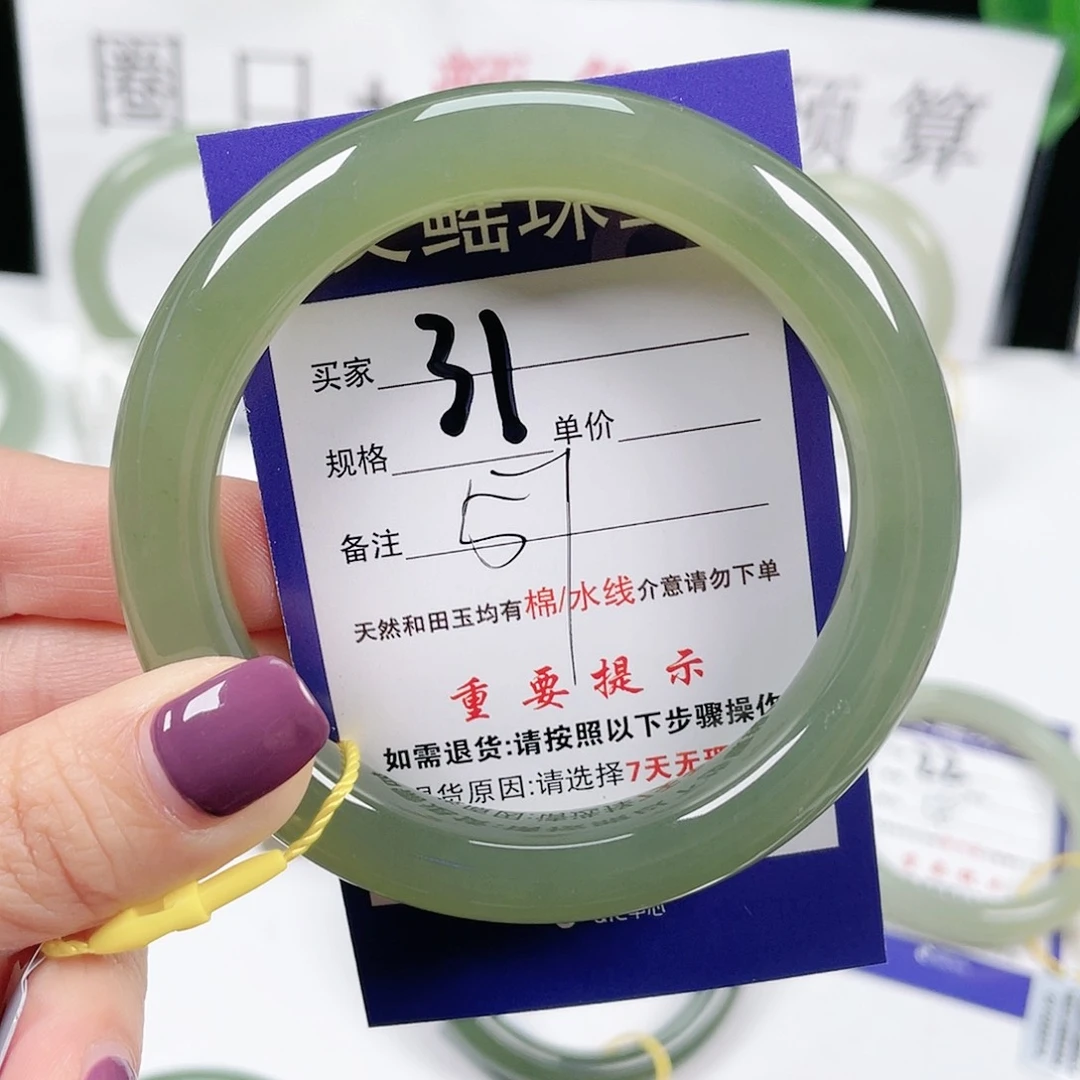 圈口+预算
鳐珠
买家 31
规格 单价
备注 57
天然和田玉均有棉/水线介意请勿下单
重要提示
如需退货:请按照以下步骤操作
退货原因:请选择7天无理